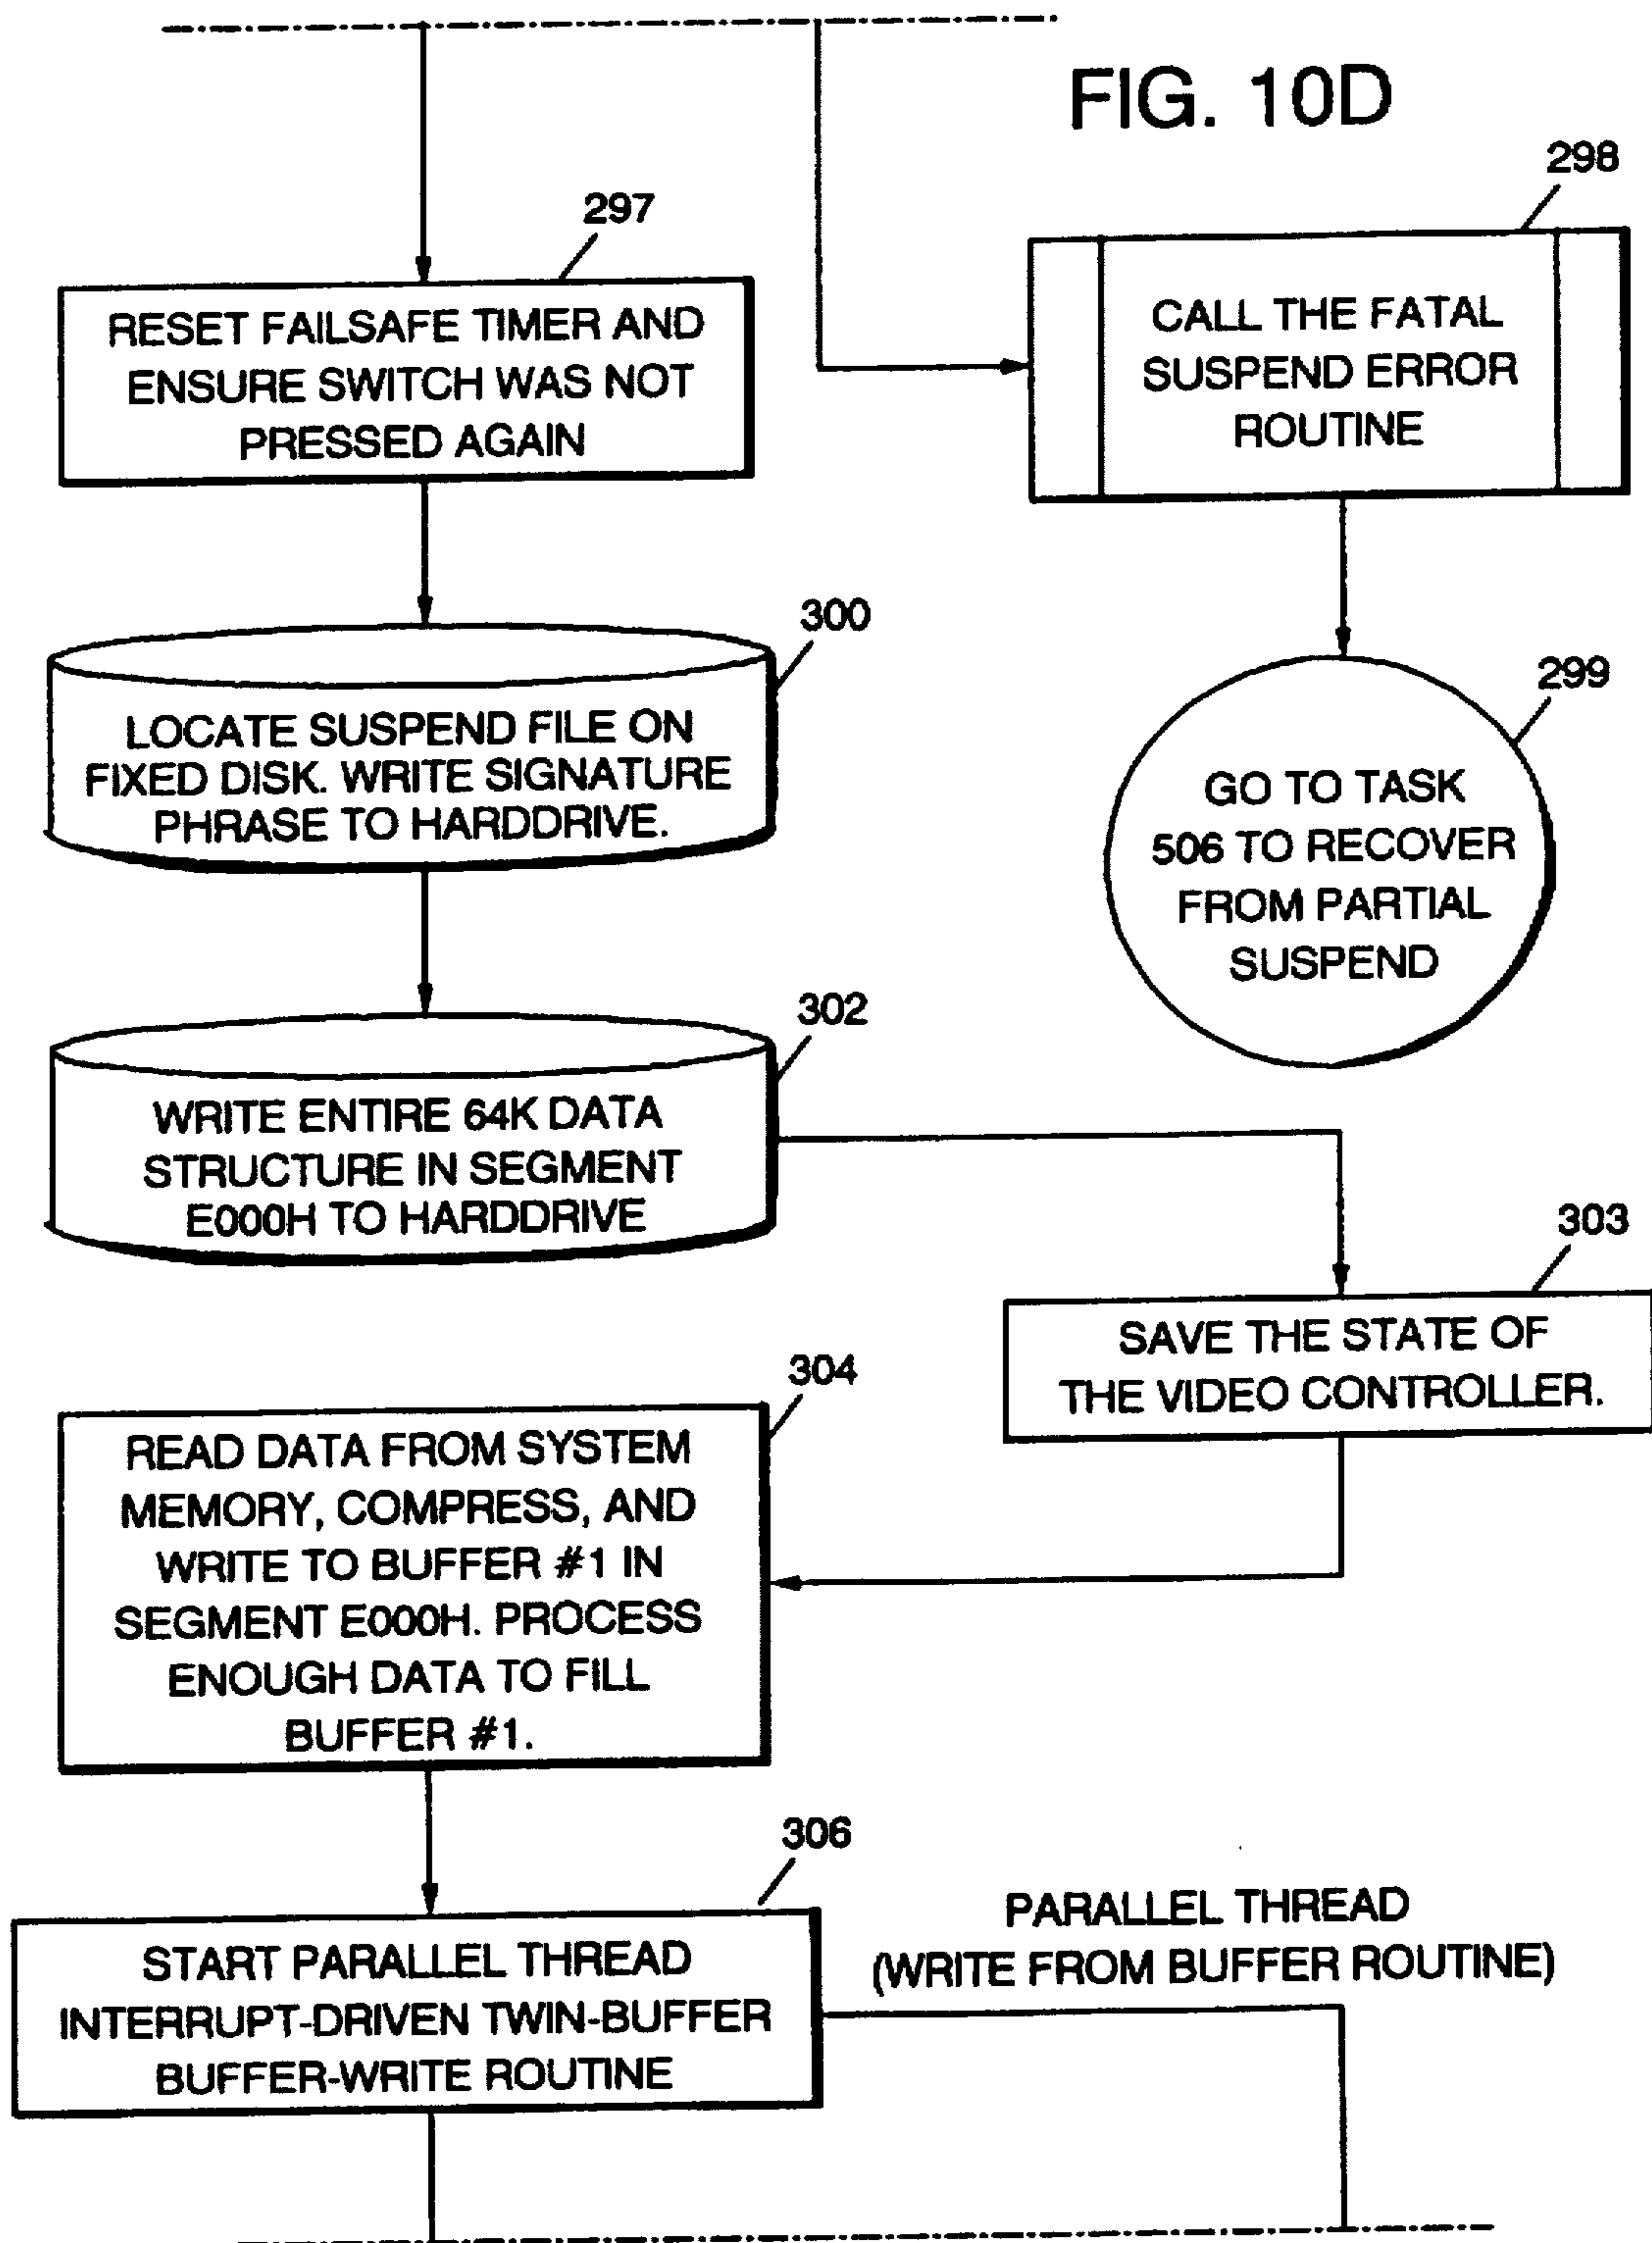 FIG. 10D
297
RESET FAILSAFE TIMER AND
ENSURE SWITCH WAS NOT
PRESSED AGAIN
298
CALL THE FATAL
SUSPEND ERROR
ROUTINE
300
LOCATE SUSPEND FILE ON
FIXED DISK. WRITE SIGNATURE
PHRASE TO HARDDRIVE.
299
GO TO TASK
506 TO RECOVER
FROM PARTIAL
SUSPEND
302
WRITE ENTIRE 64K DATA
STRUCTURE IN SEGMENT
E000H TO HARDDRIVE
303
SAVE THE STATE OF
THE VIDEO CONTROLLER.
304
READ DATA FROM SYSTEM
MEMORY, COMPRESS, AND
WRITE TO BUFFER #1 IN
SEGMENT E000H. PROCESS
ENOUGH DATA TO FILL
BUFFER #1.
306
START PARALLEL THREAD
INTERRUPT-DRIVEN TWIN-BUFFER
BUFFER-WRITE ROUTINE
PARALLEL THREAD
(WRITE FROM BUFFER ROUTINE)